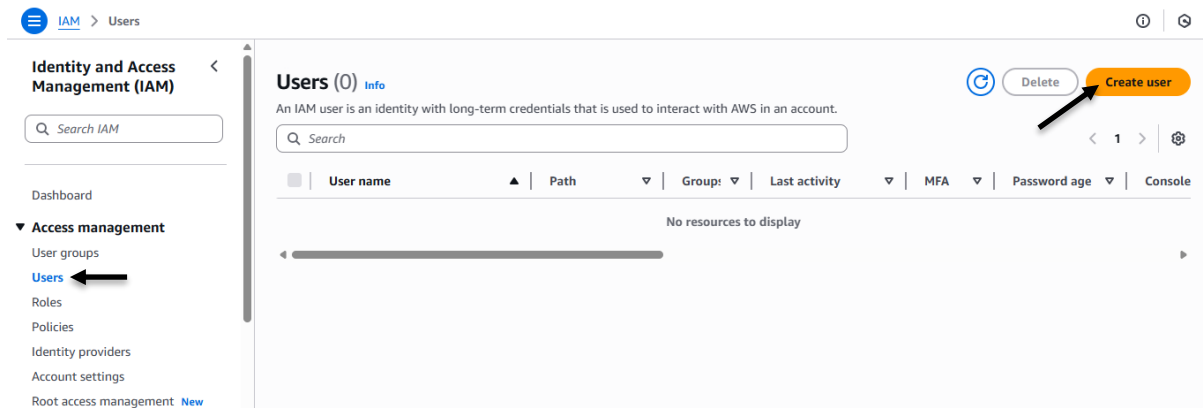 IAM > Users
Identity and Access
Management (IAM)
Search IAM
Dashboard
Access management
User groups
Users
Roles
Policies
Identity providers
Account settings
Root access management New
Users (0) Info
Delete
Create user
An IAM user is an identity with long-term credentials that is used to interact with AWS in an account.
Search
< 1 >
User name Path Groups Last activity MFA Password age Console
No resources to display